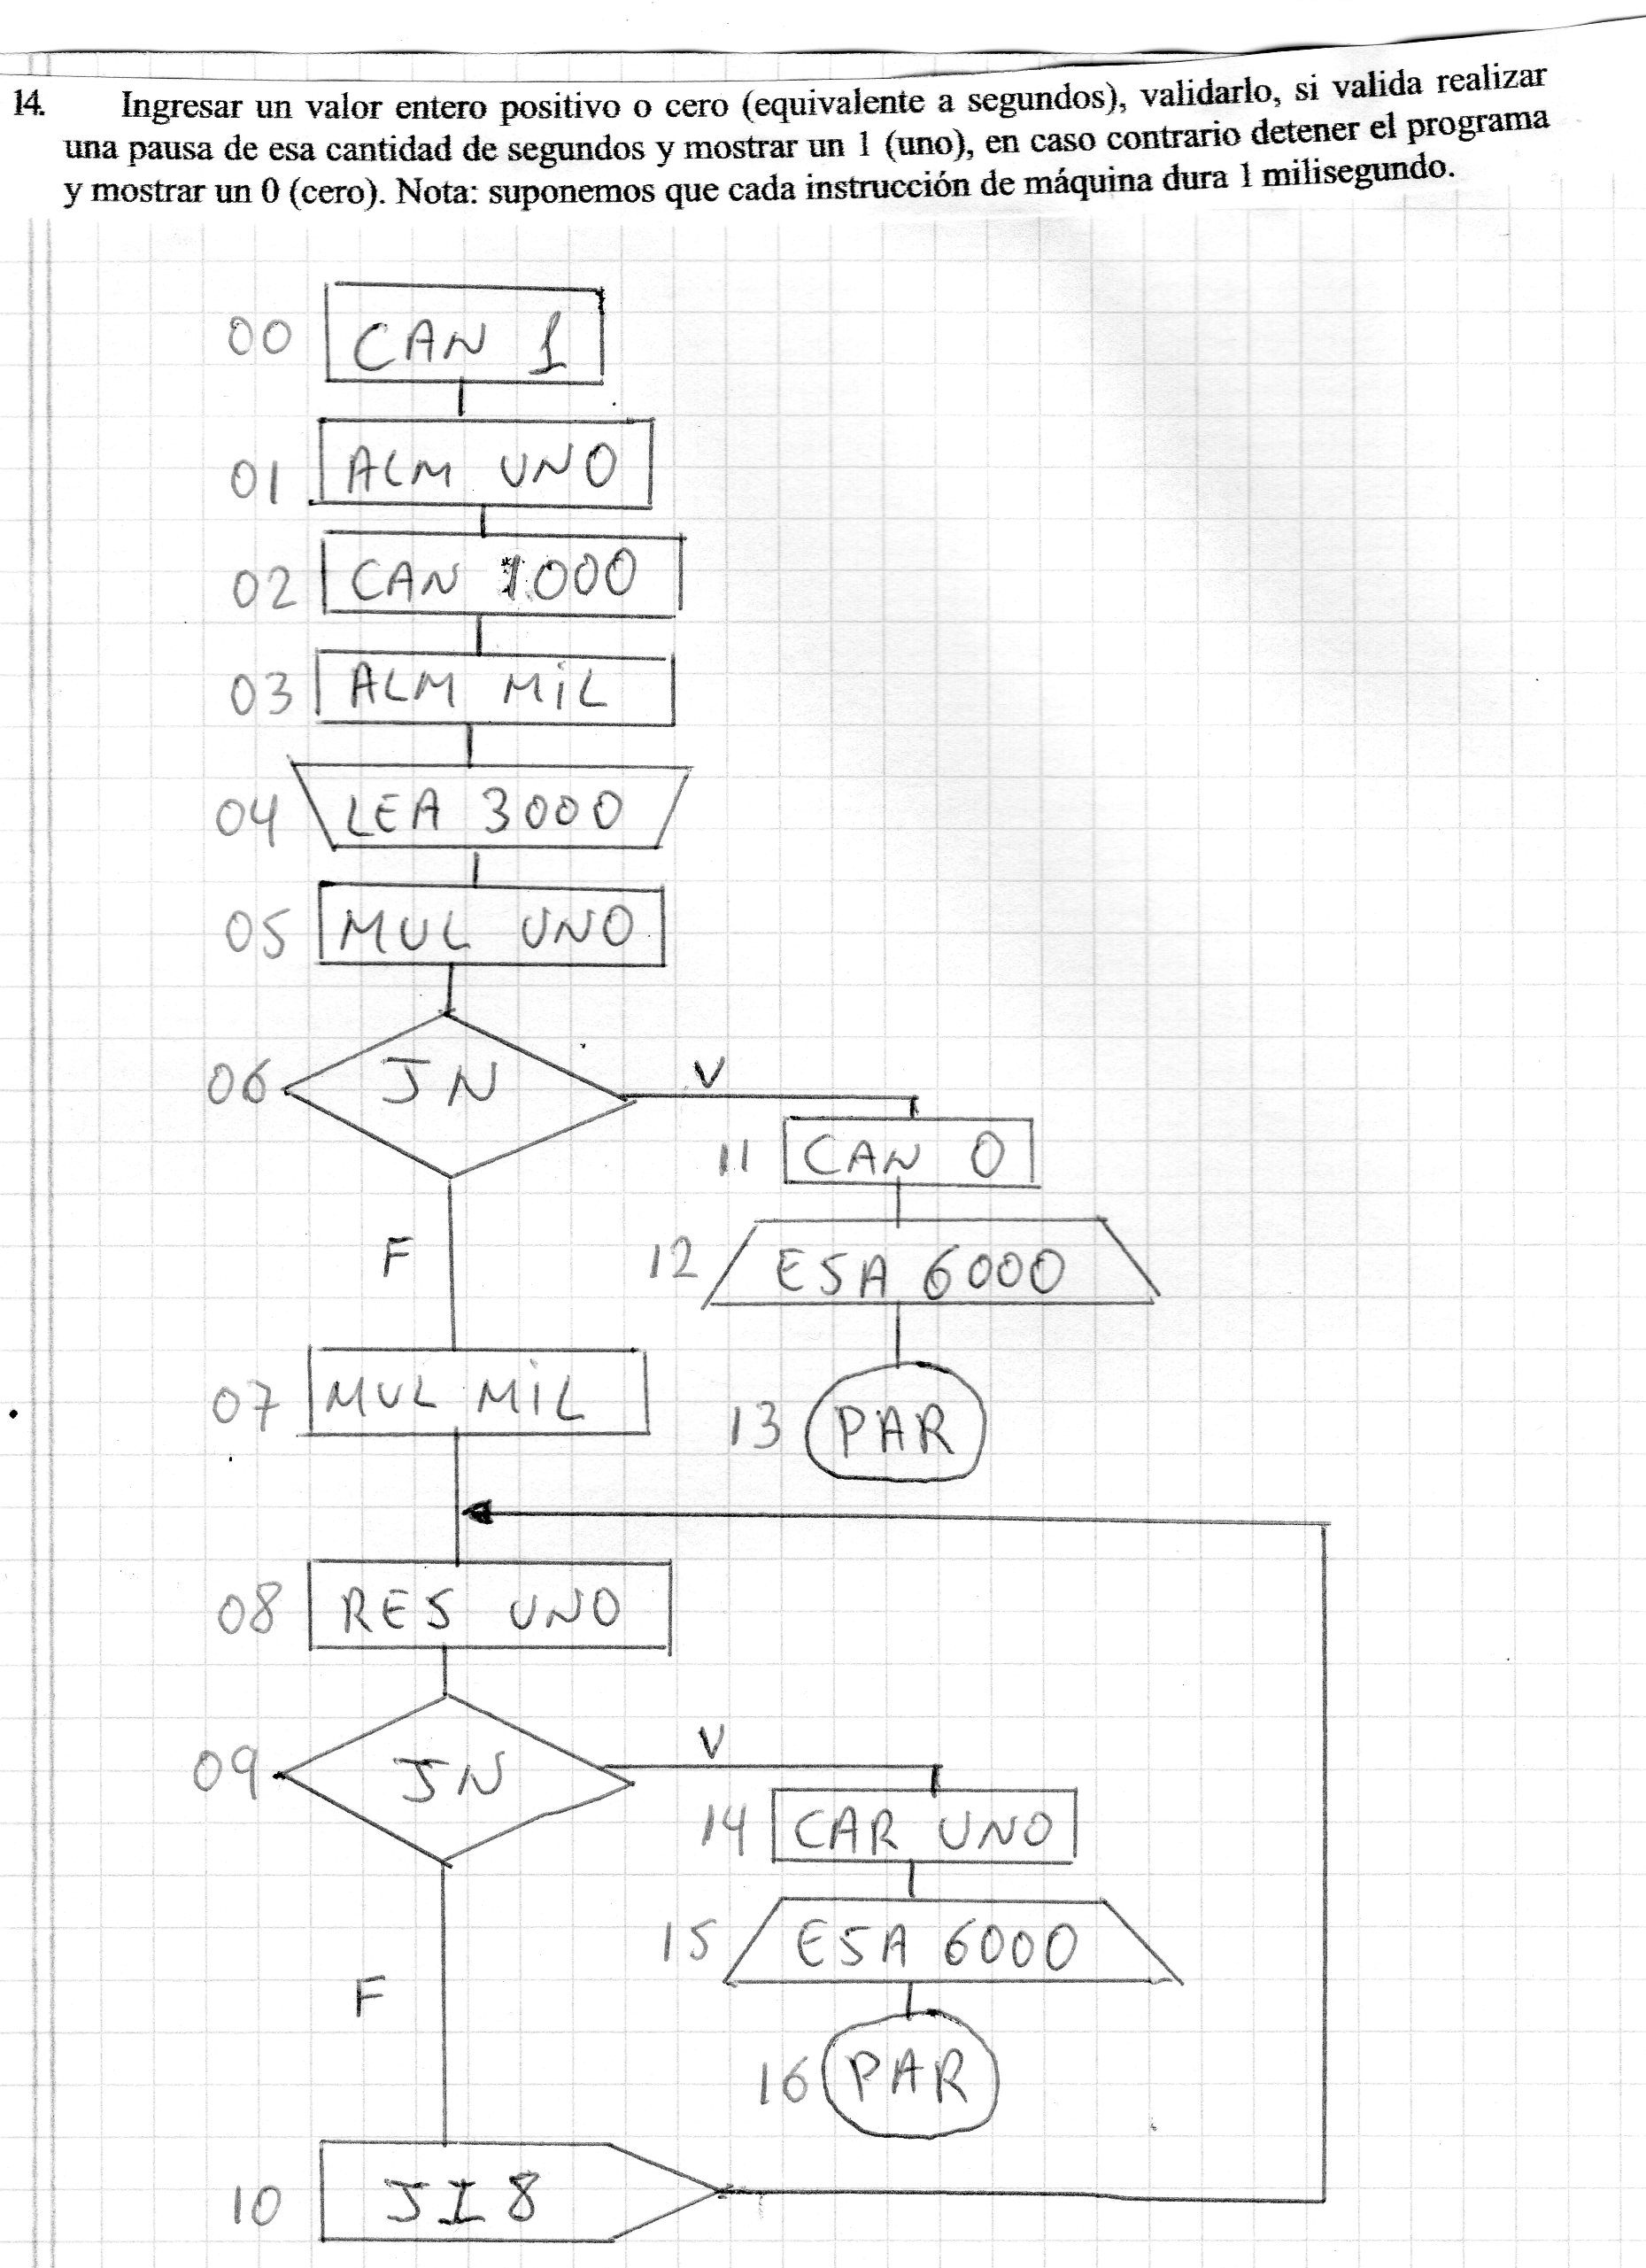 14. Ingresar un valor entero positivo o cero (equivalente a segundos), validarlo, si valida realizar
una pausa de esa cantidad de segundos y mostrar un 1 (uno), en caso contrario detener el programa
y mostrar un 0 (cero). Nota: suponemos que cada instrucción de máquina dura 1 milisegundo.
00 CAN 1
01 ALM UNO
02 CAN 1000
03 ALM MiL
04 LEA 3000
05 MUL UNO
06 JN V
11 CAN 0
F 12 ESA 6000
07 MUL MiL 13 PAR
08 RES UNO
09 JN V
14 CAR UNO
15 ESA 6000
F
16 PAR
10 JI 8